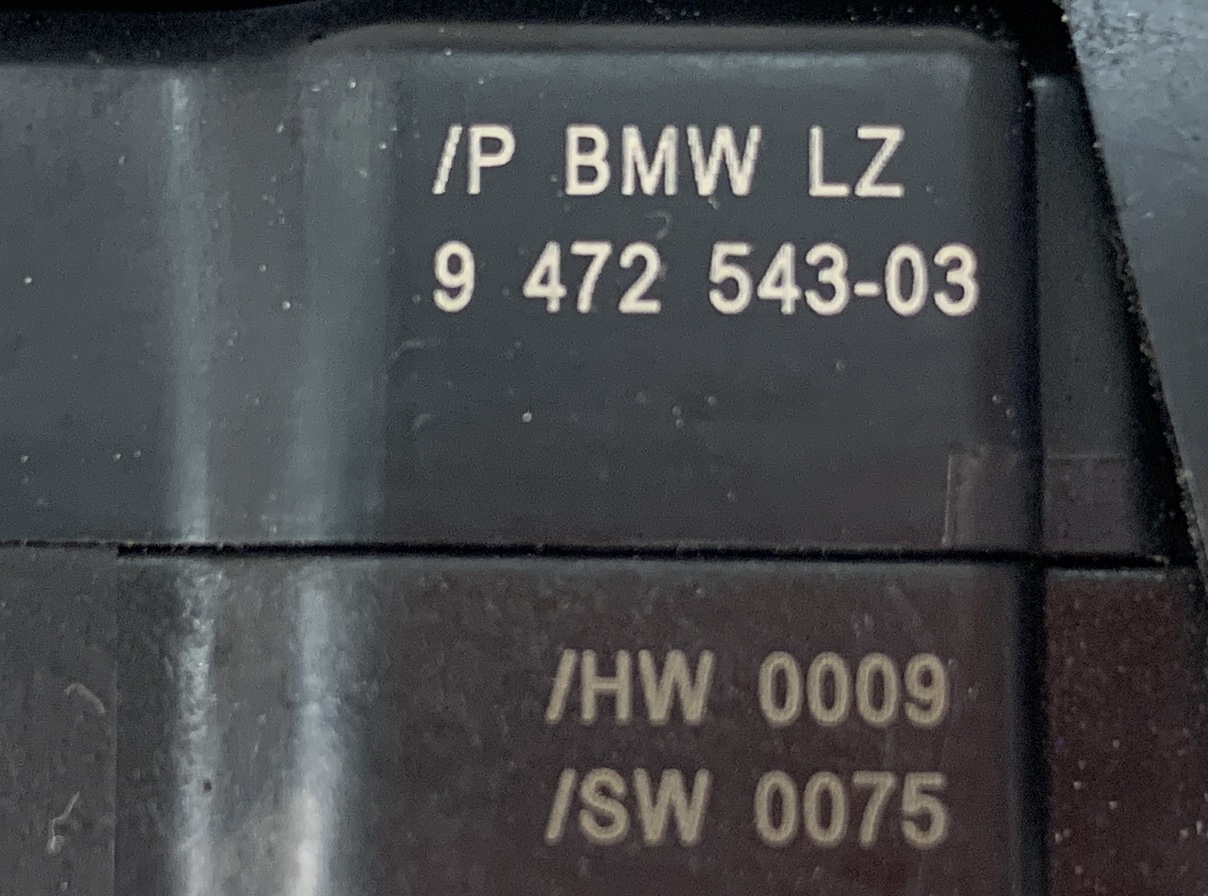 /P BMW LZ
9 472 543-03
/HW 0009
/SW 0075